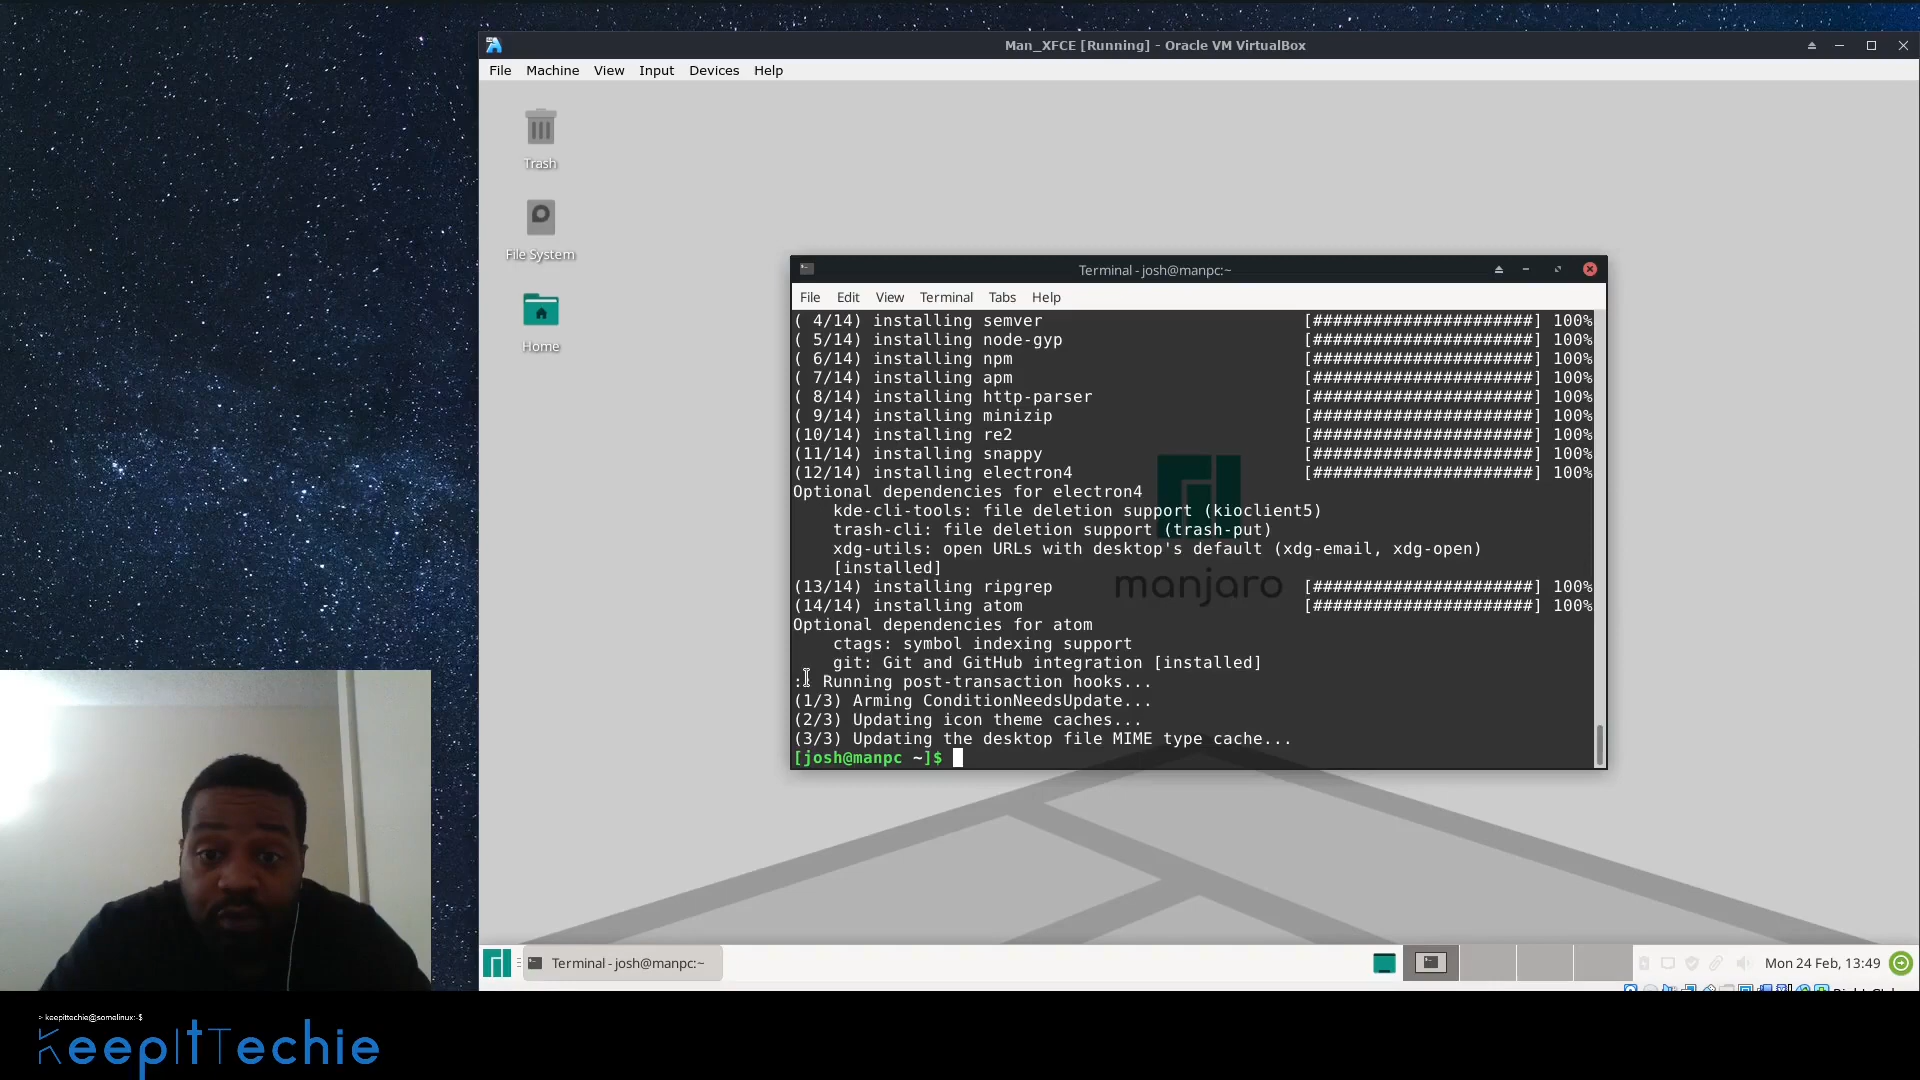 Man_XFCE [Running] - Oracle VM VirtualBox
File Machine View Input Devices Help
Trash
File System
Home
Terminal - josh@manpc:~
File Edit View Terminal Tabs Help
( 4/14) installing semver [######################] 100%
( 5/14) installing node-gyp [######################] 100%
( 6/14) installing npm [######################] 100%
( 7/14) installing apm [######################] 100%
( 8/14) installing http-parser [######################] 100%
( 9/14) installing minizip [######################] 100%
(10/14) installing re2 [######################] 100%
(11/14) installing snappy [######################] 100%
(12/14) installing electron4 [######################] 100%
Optional dependencies for electron4
kde-cli-tools: file deletion support (kioclient5)
trash-cli: file deletion support (trash-put)
xdg-utils: open URLs with desktop's default (xdg-email, xdg-open)
[installed]
(13/14) installing ripgrep [######################] 100%
(14/14) installing atom [######################] 100%
Optional dependencies for atom
ctags: symbol indexing support
git: Git and GitHub integration [installed]
:: Running post-transaction hooks...
(1/3) Arming ConditionNeedsUpdate...
(2/3) Updating icon theme caches...
(3/3) Updating the desktop file MIME type cache...
[josh@manpc ~]$
manjaro
Terminal - josh@manpc:~
Mon 24 Feb, 13:49
> keepittechie@somelinux:~$
KeepItTechie